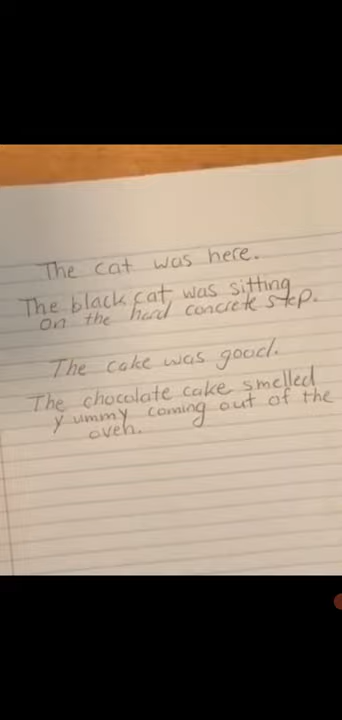 The cat was here.
The black cat was sitting
on the hard concrete step.
The cake was good.
The chocolate cake smelled
yummy coming out of the
oven.